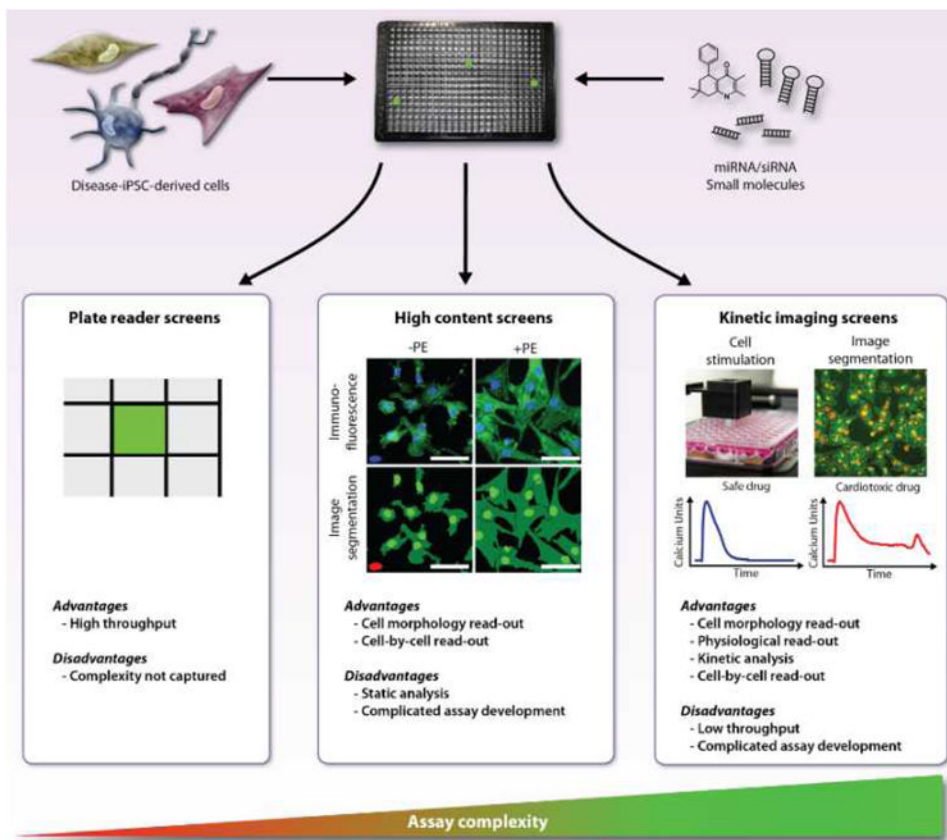 Disease-iPSC-derived cells
miRNA/siRNA
Small molecules
Plate reader screens
Advantages
- High throughput
Disadvantages
- Complexity not captured
High content screens
-PE
+PE
Immuno-
fluorescence
Image
segmentation
Advantages
- Cell morphology read-out
- Cell-by-cell read-out
Disadvantages
- Static analysis
- Complicated assay development
Kinetic imaging screens
Cell
stimulation
Image
segmentation
Safe drug
Cardiotoxic drug
Calcium Units
Time
Calcium Units
Time
Advantages
- Cell morphology read-out
- Physiological read-out
- Kinetic analysis
- Cell-by-cell read-out
Disadvantages
- Low throughput
- Complicated assay development
Assay complexity
O
N